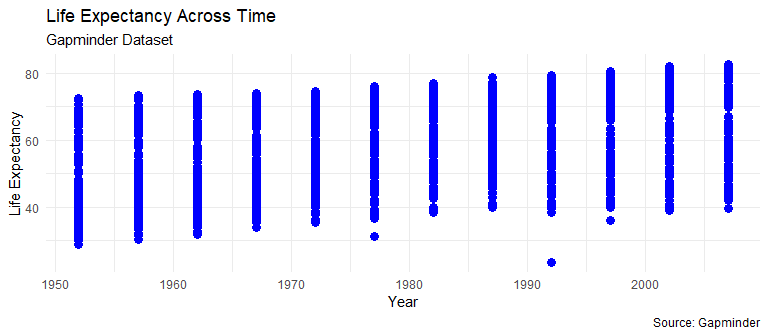 Life Expectancy Across Time
Gapminder Dataset
80
60
40
Life Expectancy
1950 1960 1970 1980 1990 2000
Year
Source: Gapminder